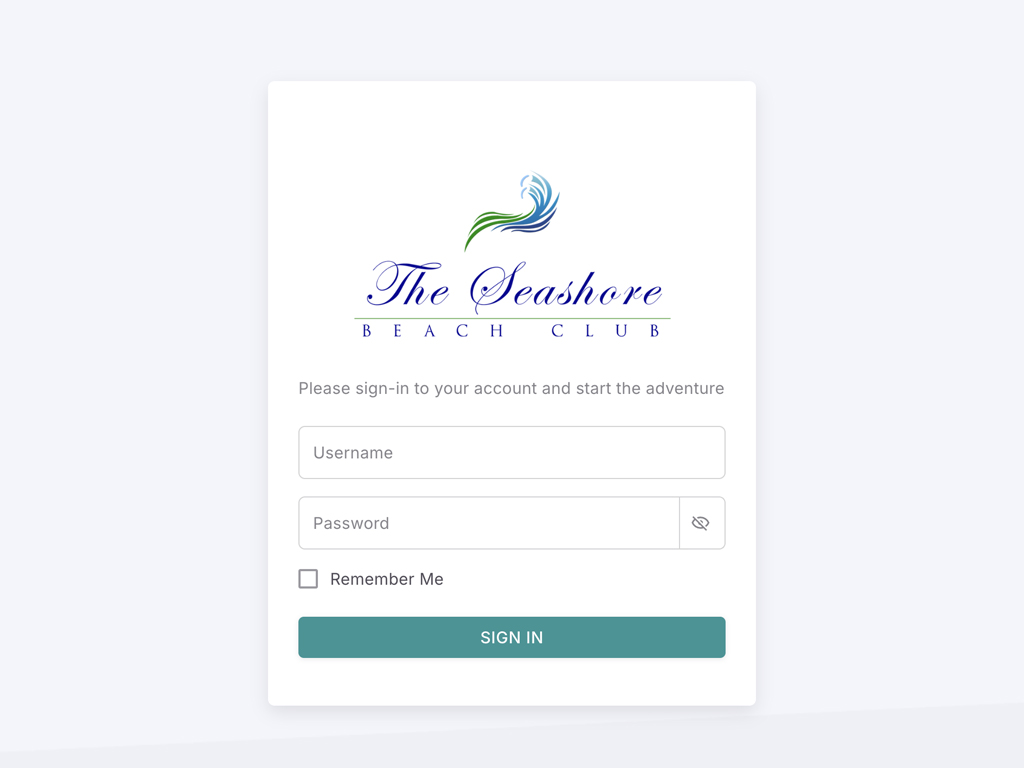 The Seashore
BEACH CLUB
Please sign-in to your account and start the adventure
Username
Password
Remember Me
SIGN IN